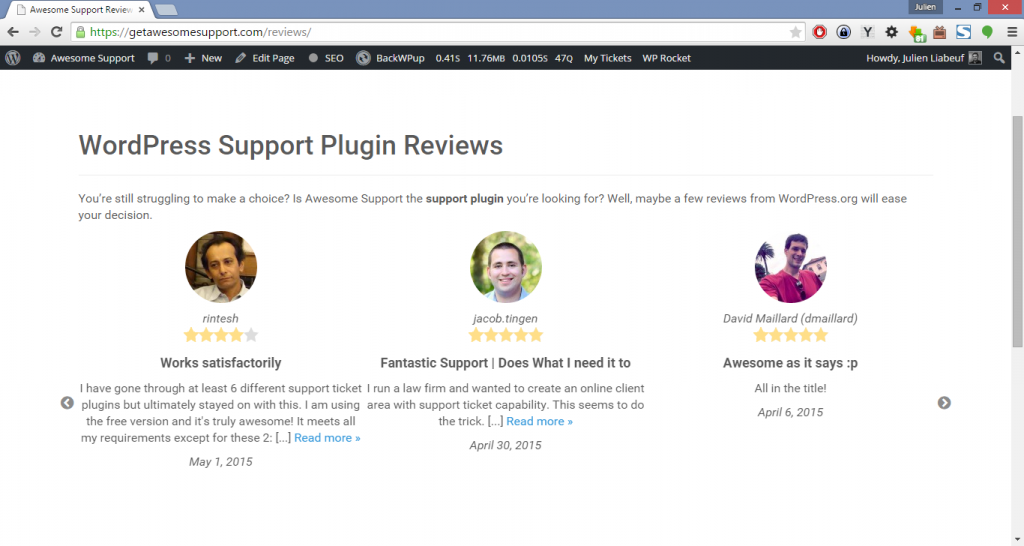 Julien
Awesome Support Review
https://getawesomesupport.com/reviews/
Awesome Support 0 New Edit Page SEO BackWPup 0.41S 11.76MB 0.0105S 47Q My Tickets WP Rocket Howdy, Julien Liabeuf
WordPress Support Plugin Reviews
You're still struggling to make a choice? Is Awesome Support the support plugin you're looking for? Well, maybe a few reviews from WordPress.org will ease
your decision.
rintesh
Works satisfactorily
I have gone through at least 6 different support ticket
plugins but ultimately stayed on with this. I am using
the free version and it's truly awesome! It meets all
my requirements except for these 2: [...] Read more »
May 1, 2015
jacob.tingen
Fantastic Support | Does What I need it to
I run a law firm and wanted to create an online client
area with support ticket capability. This seems to do
the trick. [...] Read more »
April 30, 2015
David Maillard (dmaillard)
Awesome as it says :p
All in the title!
April 6, 2015